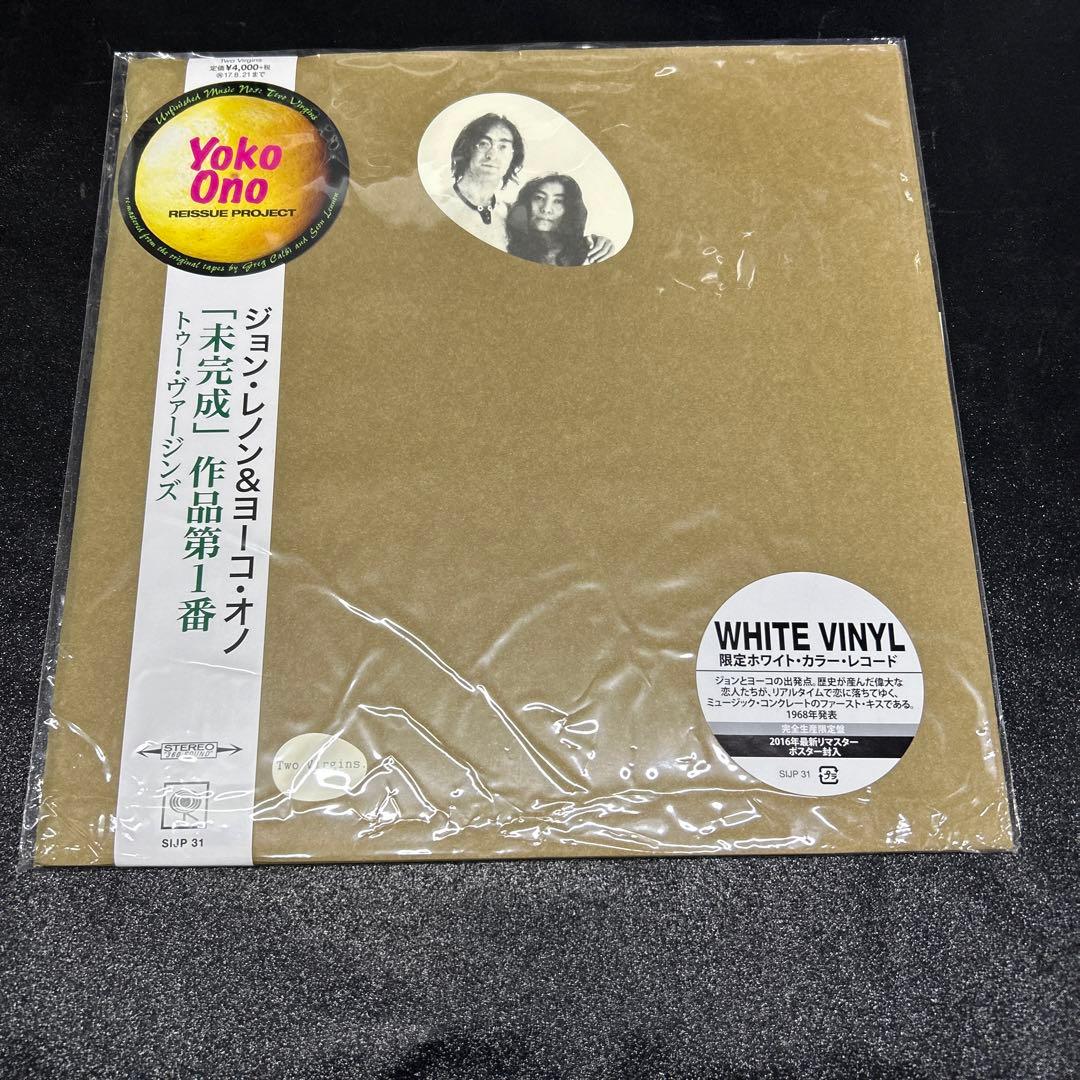 Two Virgins
定価¥4,000+税
㋵17.8.21まで
Unfinished Music No.1: Two Virgins
Yoko
Ono
REISSUE PROJECT
re-mastered from the original tapes by Greg Calbi and Sean Lennon
ジョン・レノン&ヨーコ・オノ
「未完成」作品第1番
トゥー・ヴァージンズ
STEREO
360 SOUND
SIJP 31
Two Virgins.
WHITE VINYL
限定ホワイト・カラー・レコード
ジョンとヨーコの出発点。歴史が産んだ偉大な
恋人たちが、リアルタイムで恋に落ちてゆく、
ミュージック・コンクレートのファースト・キスである。
1968年発表
完全生産限定盤
2016年最新リマスター
ポスター封入
SIJP 31